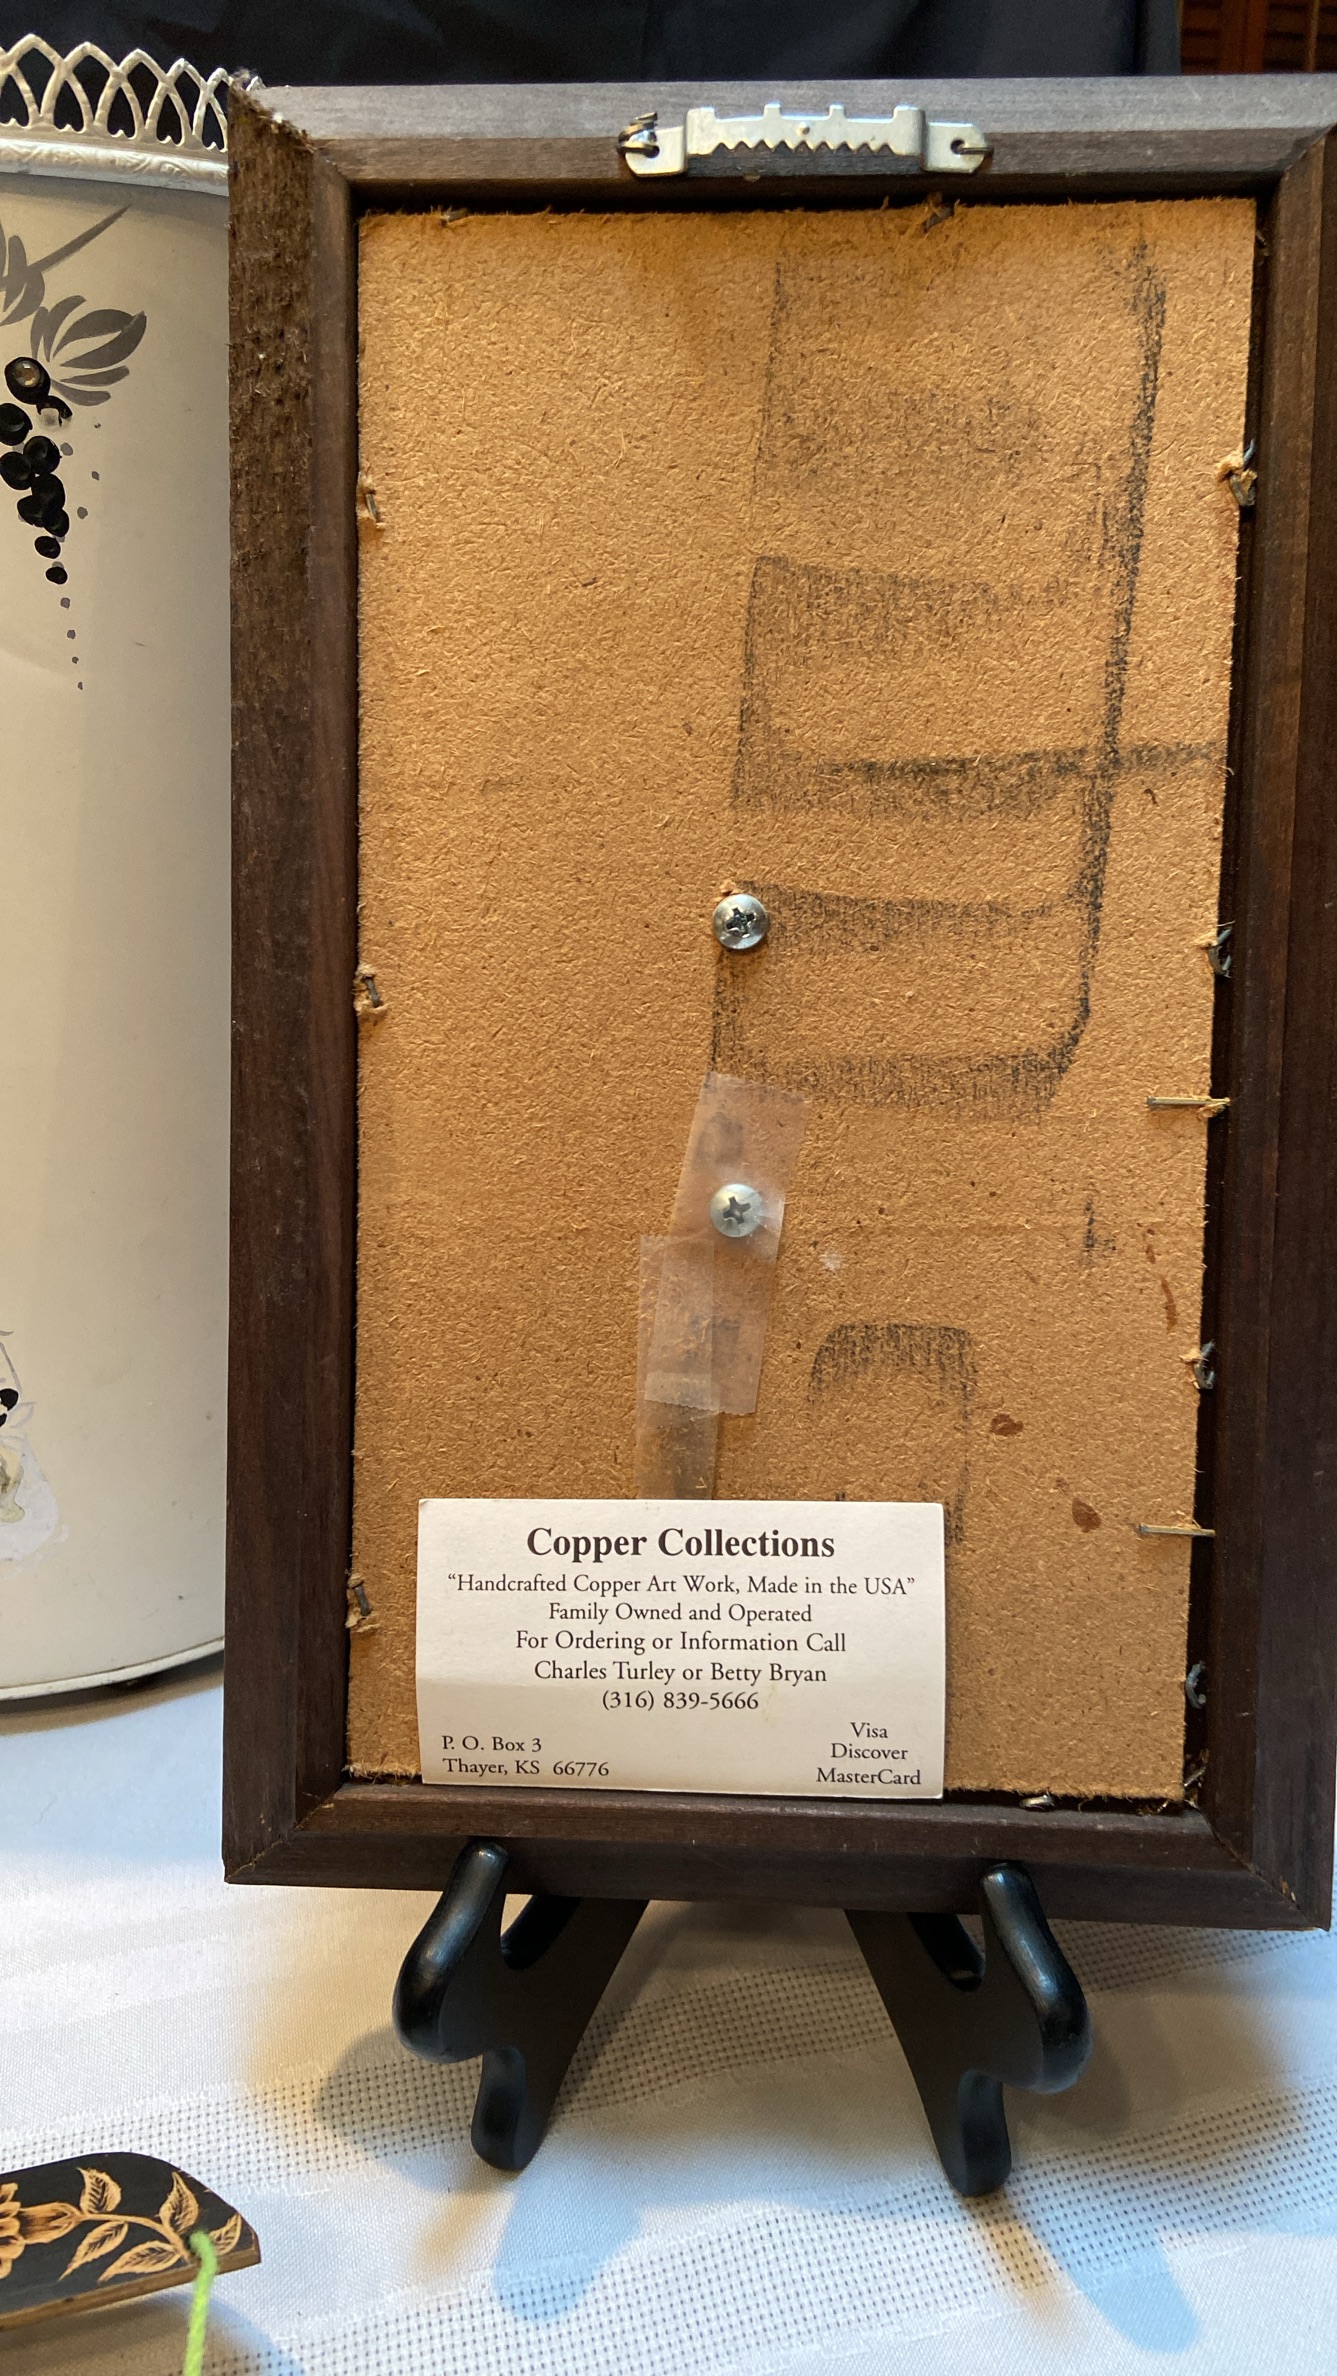 Copper Collections
“Handcrafted Copper Art Work, Made in the USA”
Family Owned and Operated
For Ordering or Information Call
Charles Turley or Betty Bryan
(316) 839-5666
P. O. Box 3
Thayer, KS 66776
Visa
Discover
MasterCard